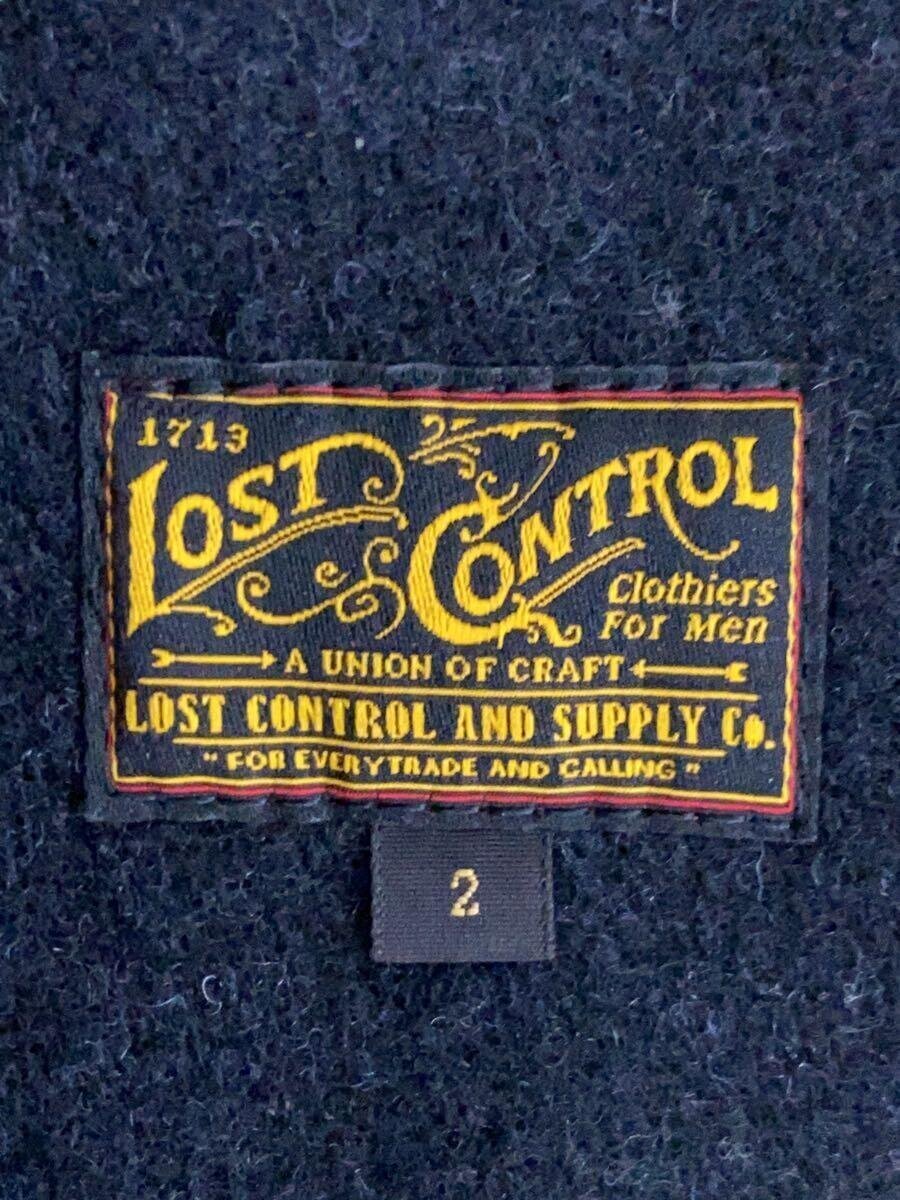 1713
LOST CONTROL
Clothiers
For Men
A UNION OF CRAFT
LOST CONTROL AND SUPPLY Co.
" FOR EVERYTRADE AND CALLING "
2